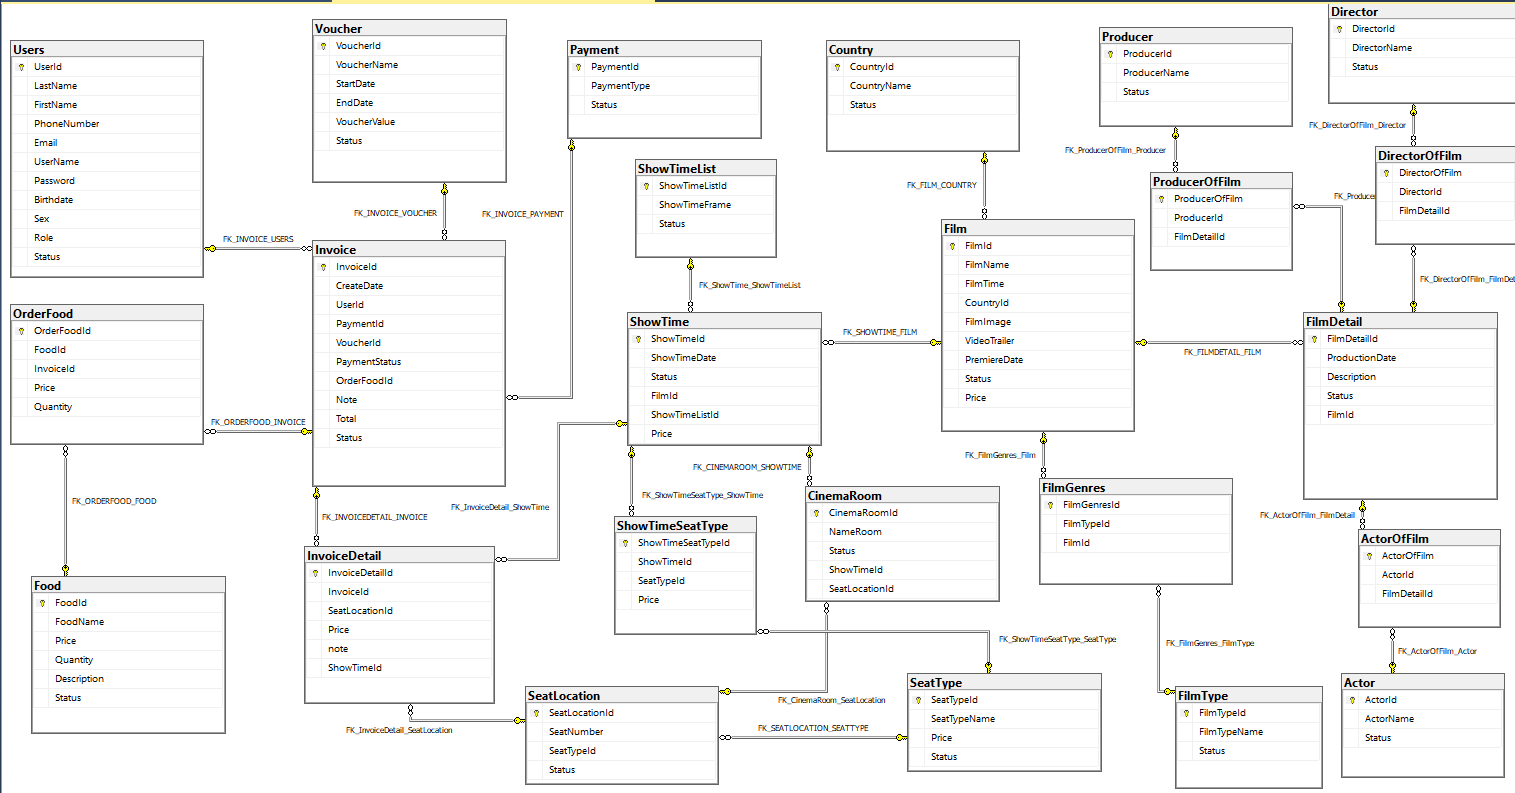 Users
UserId
LastName
FirstName
PhoneNumber
Email
UserName
Password
Birthdate
Sex
Role
Status
Voucher
VoucherId
VoucherName
StartDate
EndDate
VoucherValue
Status
Payment
PaymentId
PaymentType
Status
Country
CountryId
CountryName
Status
Producer
ProducerId
ProducerName
Status
Director
DirectorId
DirectorName
Status
FK_DirectorOfFilm_Director
FK_ProducerOfFilm_Producer
DirectorOfFilm
DirectorOfFilm
DirectorId
FilmDetailId
ProducerOfFilm
ProducerOfFilm
ProducerId
FilmDetailId
FK_Producer
FK_DirectorOfFilm_FilmDet
ShowTimeList
ShowTimeListId
ShowTimeFrame
Status
FK_FILM_COUNTRY
FK_INVOICE_VOUCHER
FK_INVOICE_PAYMENT
FK_INVOICE_USERS
Invoice
InvoiceId
CreateDate
UserId
PaymentId
VoucherId
PaymentStatus
OrderFoodId
Note
Total
Status
Film
FilmId
FilmName
FilmTime
CountryId
FilmImage
VideoTrailer
PremiereDate
Status
Price
FK_ShowTime_ShowTimeList
OrderFood
OrderFoodId
FoodId
InvoiceId
Price
Quantity
ShowTime
ShowTimeId
ShowTimeDate
Status
FilmId
ShowTimeListId
Price
FK_SHOWTIME_FILM
FK_FILMDETAIL_FILM
FilmDetail
FilmDetailId
ProductionDate
Description
Status
FilmId
FK_ORDERFOOD_INVOICE
FK_ORDERFOOD_FOOD
FK_INVOICEDETAIL_INVOICE
FK_InvoiceDetail_ShowTime
FK_CINEMAROOM_SHOWTIME
FK_ShowTimeSeatType_ShowTime
FK_FilmGenres_Film
FK_ActorOfFilm_FilmDetail
CinemaRoom
CinemaRoomId
NameRoom
Status
ShowTimeId
SeatLocationId
FilmGenres
FilmGenresId
FilmTypeId
FilmId
ShowTimeSeatType
ShowTimeSeatTypeId
ShowTimeId
SeatTypeId
Price
ActorOfFilm
ActorOfFilm
ActorId
FilmDetailId
InvoiceDetail
InvoiceDetailId
InvoiceId
SeatLocationId
Price
note
ShowTimeId
Food
FoodId
FoodName
Price
Quantity
Description
Status
FK_ShowTimeSeatType_SeatType
FK_FilmGenres_FilmType
FK_ActorOfFilm_Actor
SeatLocation
SeatLocationId
SeatNumber
SeatTypeId
Status
FK_CinemaRoom_SeatLocation
FK_InvoiceDetail_SeatLocation
FK_SEATLOCATION_SEATTYPE
SeatType
SeatTypeId
SeatTypeName
Price
Status
FilmType
FilmTypeId
FilmTypeName
Status
Actor
ActorId
ActorName
Status